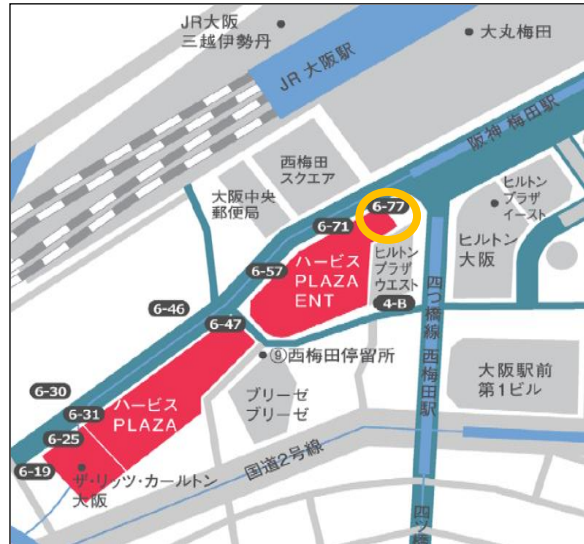 JR大阪
三越伊勢丹
JR 大阪駅
大丸梅田
阪神 梅田駅
西梅田
スクエア
大阪中央
郵便局
6-77
6-71
ヒルトン
プラザ
イースト
ヒルトン
大阪
6-57
ハービス
PLAZA
ENT
ヒルトン
プラザ
ウエスト
4-B
6-46
6-47
四つ橋線 西梅田駅
⑨西梅田停留所
大阪駅前
第1ビル
6-30
6-31
6-25
6-19
ハービス
PLAZA
ブリーゼ
ブリーゼ
ザ・リッツ・カールトン
大阪
国道2号線
四ツ橋